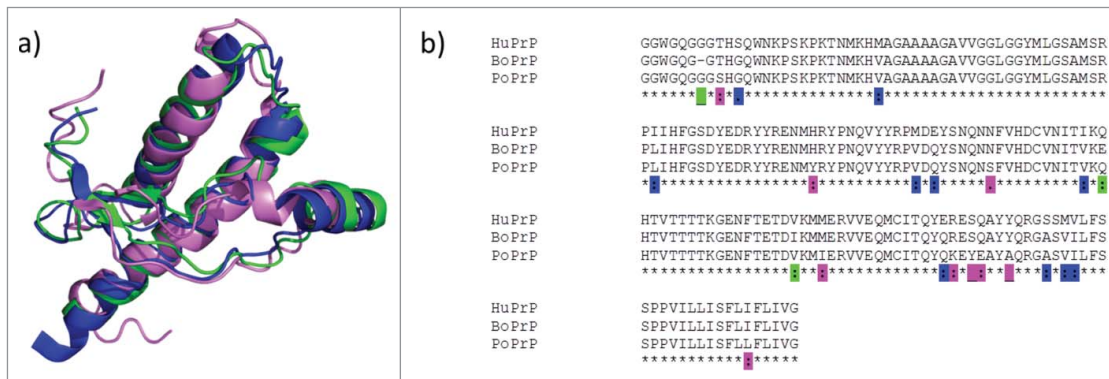 a)
b)
HuPrP GGWGQGGGTHSQWNKPSKPKTNMKHMAGAAAAGAVVGGLGGYMLGSAMSR
BoPrP GGWGQG-GTHGQWNKPSKPKTNMKHVAGAAAAGAVVGGLGGYMLGSAMSR
PoPrP GGWGQGGGSHGQWNKPSKPKTNMKHVAGAAAAGAVVGGLGGYMLGSAMSR
****** *:*:**************:************************
HuPrP PIIHFGSDYEDRYYRENMHRYPNQVYYRPMDEYSNQNNFVHDCVNITIKQ
BoPrP PLIHFGSDYEDRYYRENMHRYPNQVYYRPVDQYSNQNNFVHDCVNITVKE
PoPrP PLIHFGSDYEDRYYRENMYRYPNQVYYRPVDQYSNQNSFVHDCVNITVKQ
*:****************:**********:*:*****:*********:*:
HuPrP HTVTTTTKGENFTETDVKMMERVVEQMCITQYERESQAYYQRGSSMVLFS
BoPrP HTVTTTTKGENFTETDIKMMERVVEQMCITQYQRESQAYYQRGASVILFS
PoPrP HTVTTTTKGENFTETDVKMIERVVEQMCITQYQKEYEAYAQRGASVILFS
****************:**:************::* :** ***:*::***
HuPrP SPPVILLISFLIFLIVG
BoPrP SPPVILLISFLIFLIVG
PoPrP SPPVILLISFLLFLIVG
***********:*****